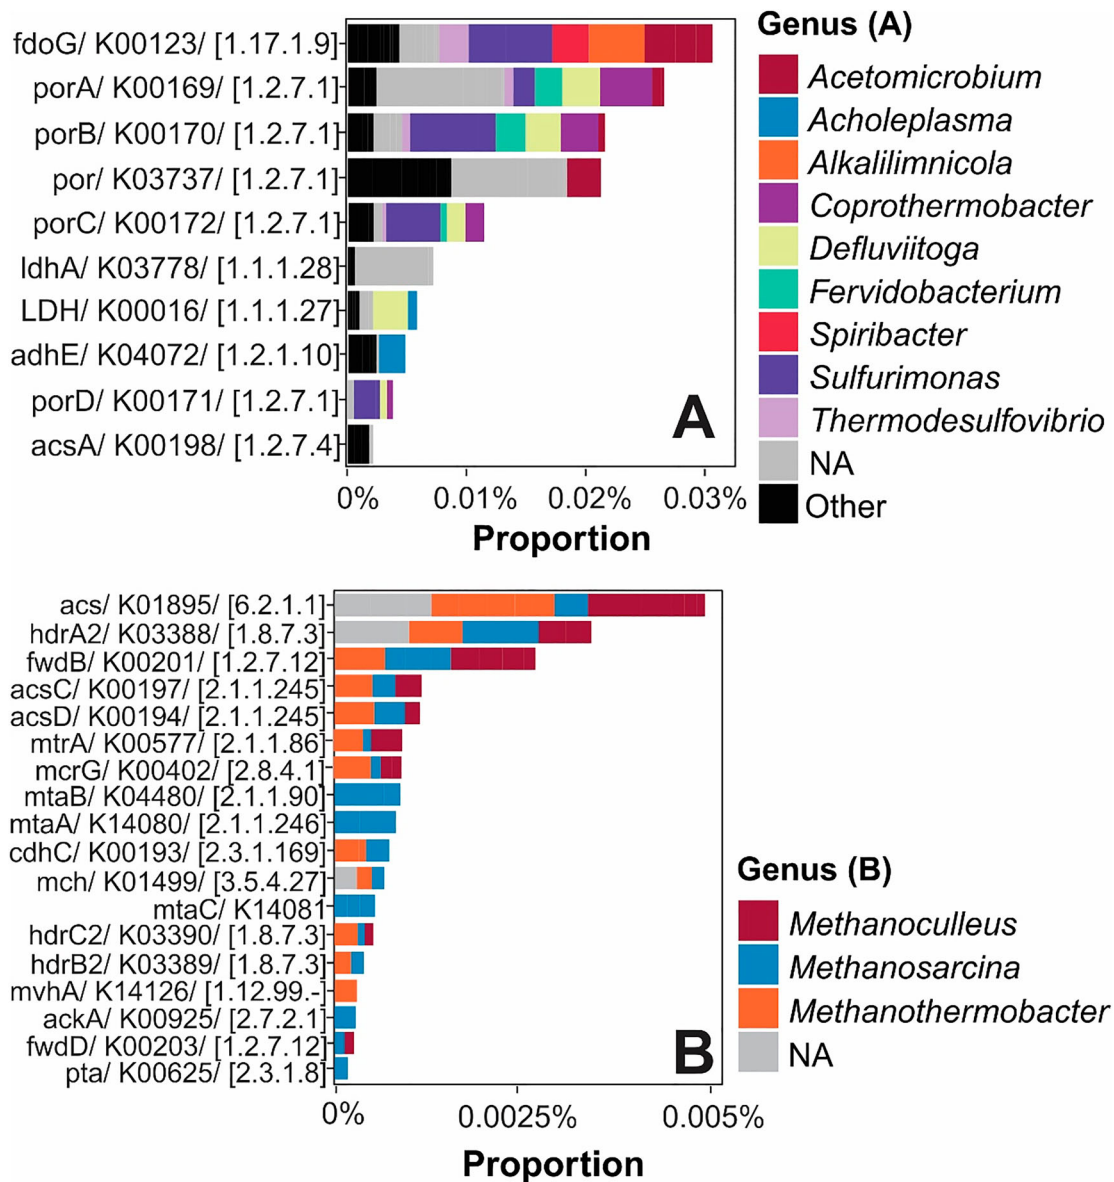 fdoG/ K00123/ [1.17.1.9]
porA/ K00169/ [1.2.7.1]
porB/ K00170/ [1.2.7.1]
por/ K03737/ [1.2.7.1]
porC/ K00172/ [1.2.7.1]
ldhA/ K03778/ [1.1.1.28]
LDH/ K00016/ [1.1.1.27]
adhE/ K04072/ [1.2.1.10]
porD/ K00171/ [1.2.7.1]
acsA/ K00198/ [1.2.7.4]
A
0% 0.01% 0.02% 0.03%
Proportion
Genus (A)
Acetomicrobium
Acholeplasma
Alkalilimnicola
Coprothermobacter
Defluviitoga
Fervidobacterium
Spiribacter
Sulfurimonas
Thermodesulfovibrio
NA
Other
acs/ K01895/ [6.2.1.1]
hdrA2/ K03388/ [1.8.7.3]
fwdB/ K00201/ [1.2.7.12]
acsC/ K00197/ [2.1.1.245]
acsD/ K00194/ [2.1.1.245]
mtrA/ K00577/ [2.1.1.86]
mcrG/ K00402/ [2.8.4.1]
mtaB/ K04480/ [2.1.1.90]
mtaA/ K14080/ [2.1.1.246]
cdhC/ K00193/ [2.3.1.169]
mch/ K01499/ [3.5.4.27]
mtaC/ K14081
hdrC2/ K03390/ [1.8.7.3]
hdrB2/ K03389/ [1.8.7.3]
mvhA/ K14126/ [1.12.99.-]
ackA/ K00925/ [2.7.2.1]
fwdD/ K00203/ [1.2.7.12]
pta/ K00625/ [2.3.1.8]
B
0% 0.0025% 0.005%
Proportion
Genus (B)
Methanoculleus
Methanosarcina
Methanothermobacter
NA